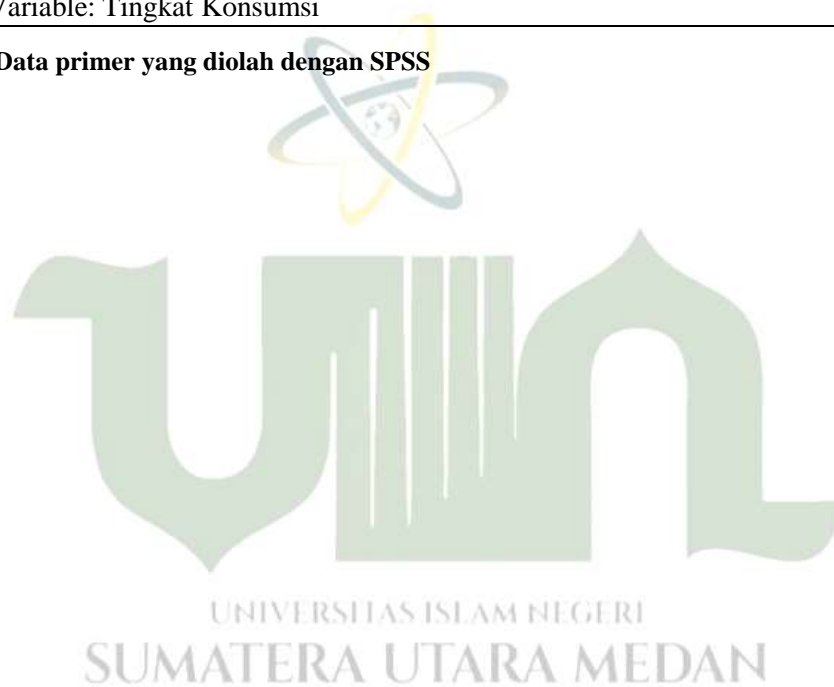 Variable: Tingkat Konsumsi
Data primer yang diolah dengan SPSS
UNIVERSITAS ISLAM NEGERI
SUMATERA UTARA MEDAN